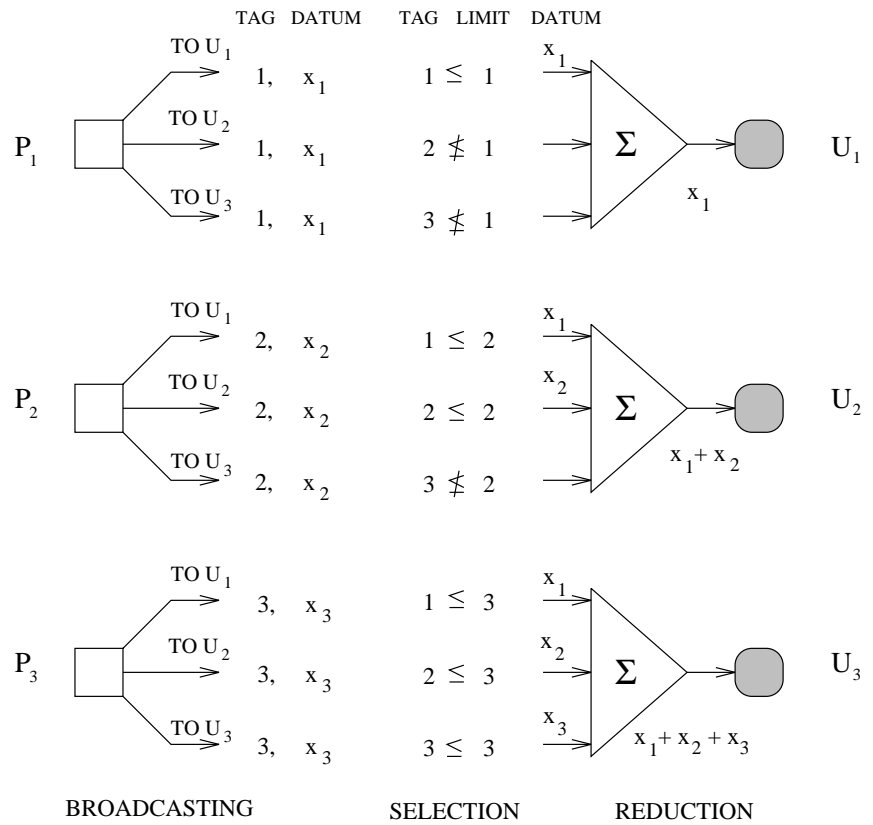 TAG DATUM TAG LIMIT DATUM
TO U₁ 1, x₁ 1 ≤ 1 x₁
P₁ TO U₂ 1, x₁ 2 ≰ 1 Σ U₁
x₁
TO U₃ 1, x₁ 3 ≰ 1
TO U₁ 2, x₂ 1 ≤ 2 x₁
P₂ TO U₂ 2, x₂ 2 ≤ 2 x₂ Σ U₂
x₁ + x₂
TO U₃ 2, x₂ 3 ≰ 2
TO U₁ 3, x₃ 1 ≤ 3 x₁
P₃ TO U₂ 3, x₃ 2 ≤ 3 x₂ Σ U₃
TO U₃ 3, x₃ 3 ≤ 3 x₃ x₁ + x₂ + x₃
BROADCASTING SELECTION REDUCTION